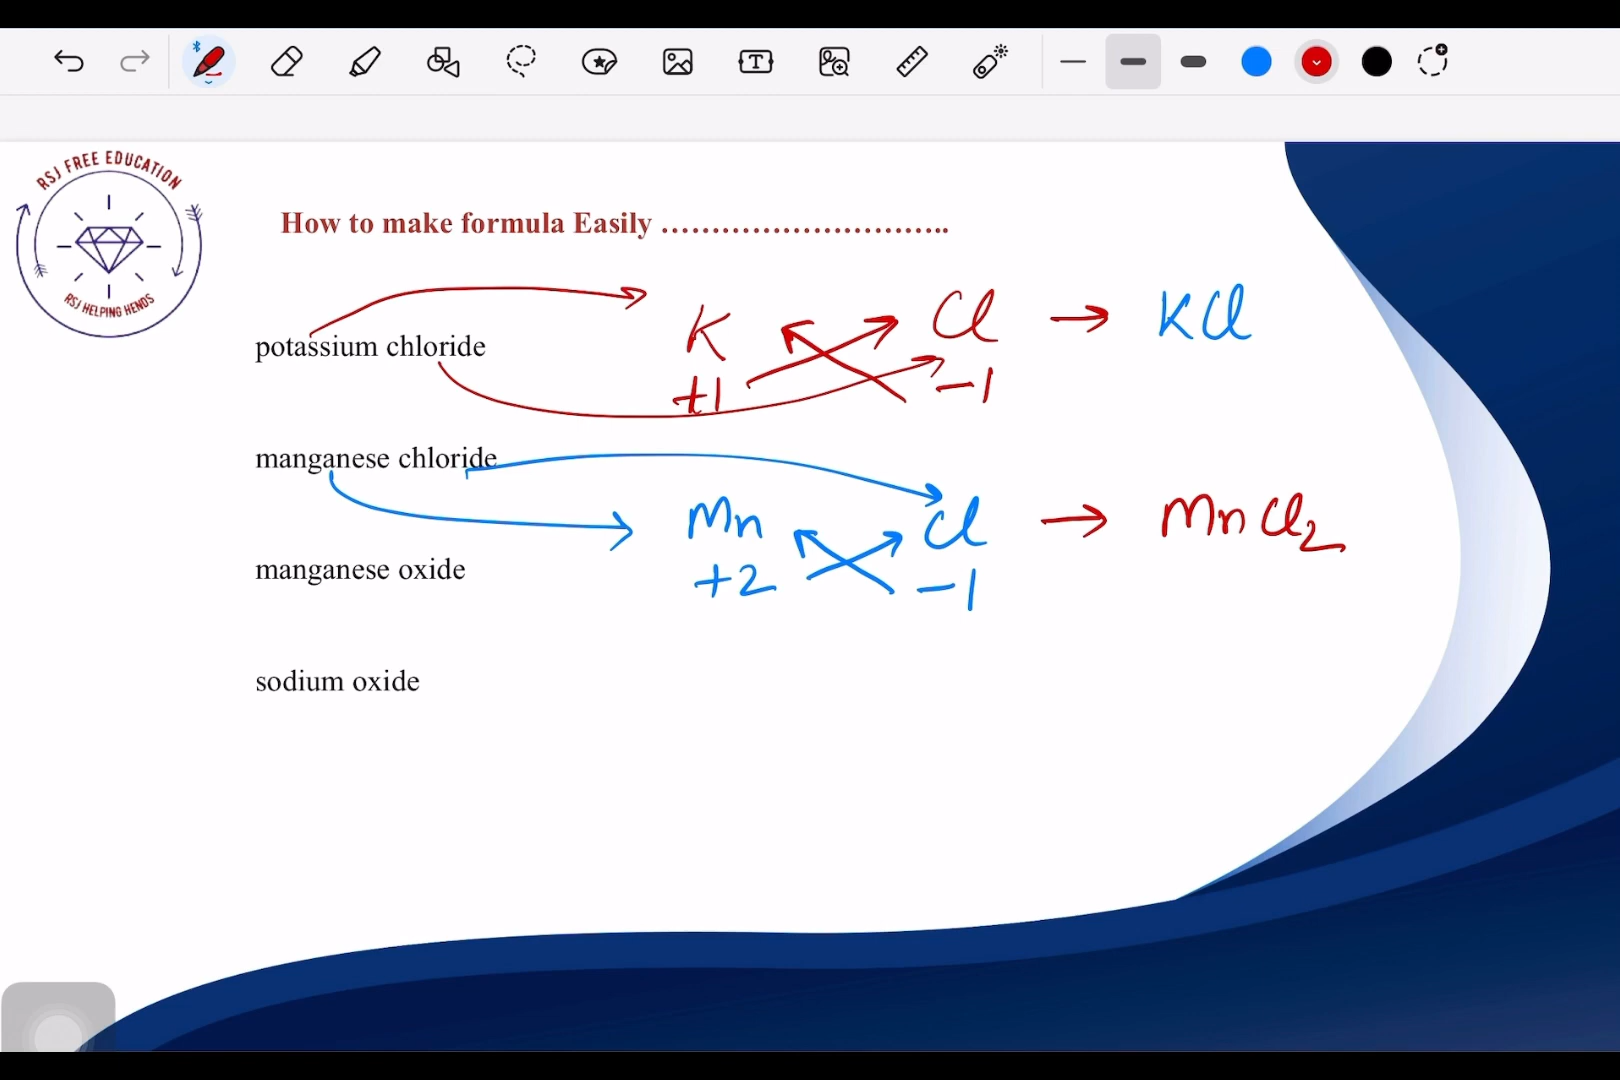 RSJ FREE EDUCATION
RSJ HELPING HENDS
How to make formula Easily ..............................
potassium chloride
K Cl → KCl
+1 -1
manganese chloride
Mn Cl → MnCl2
+2 -1
manganese oxide
sodium oxide